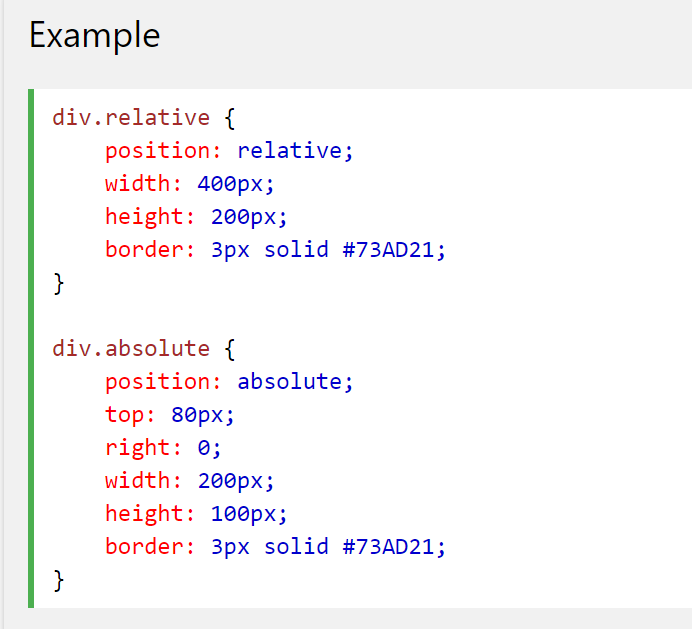 Example
div.relative {
    position: relative;
    width: 400px;
    height: 200px;
    border: 3px solid #73AD21;
}
div.absolute {
    position: absolute;
    top: 80px;
    right: 0;
    width: 200px;
    height: 100px;
    border: 3px solid #73AD21;
}